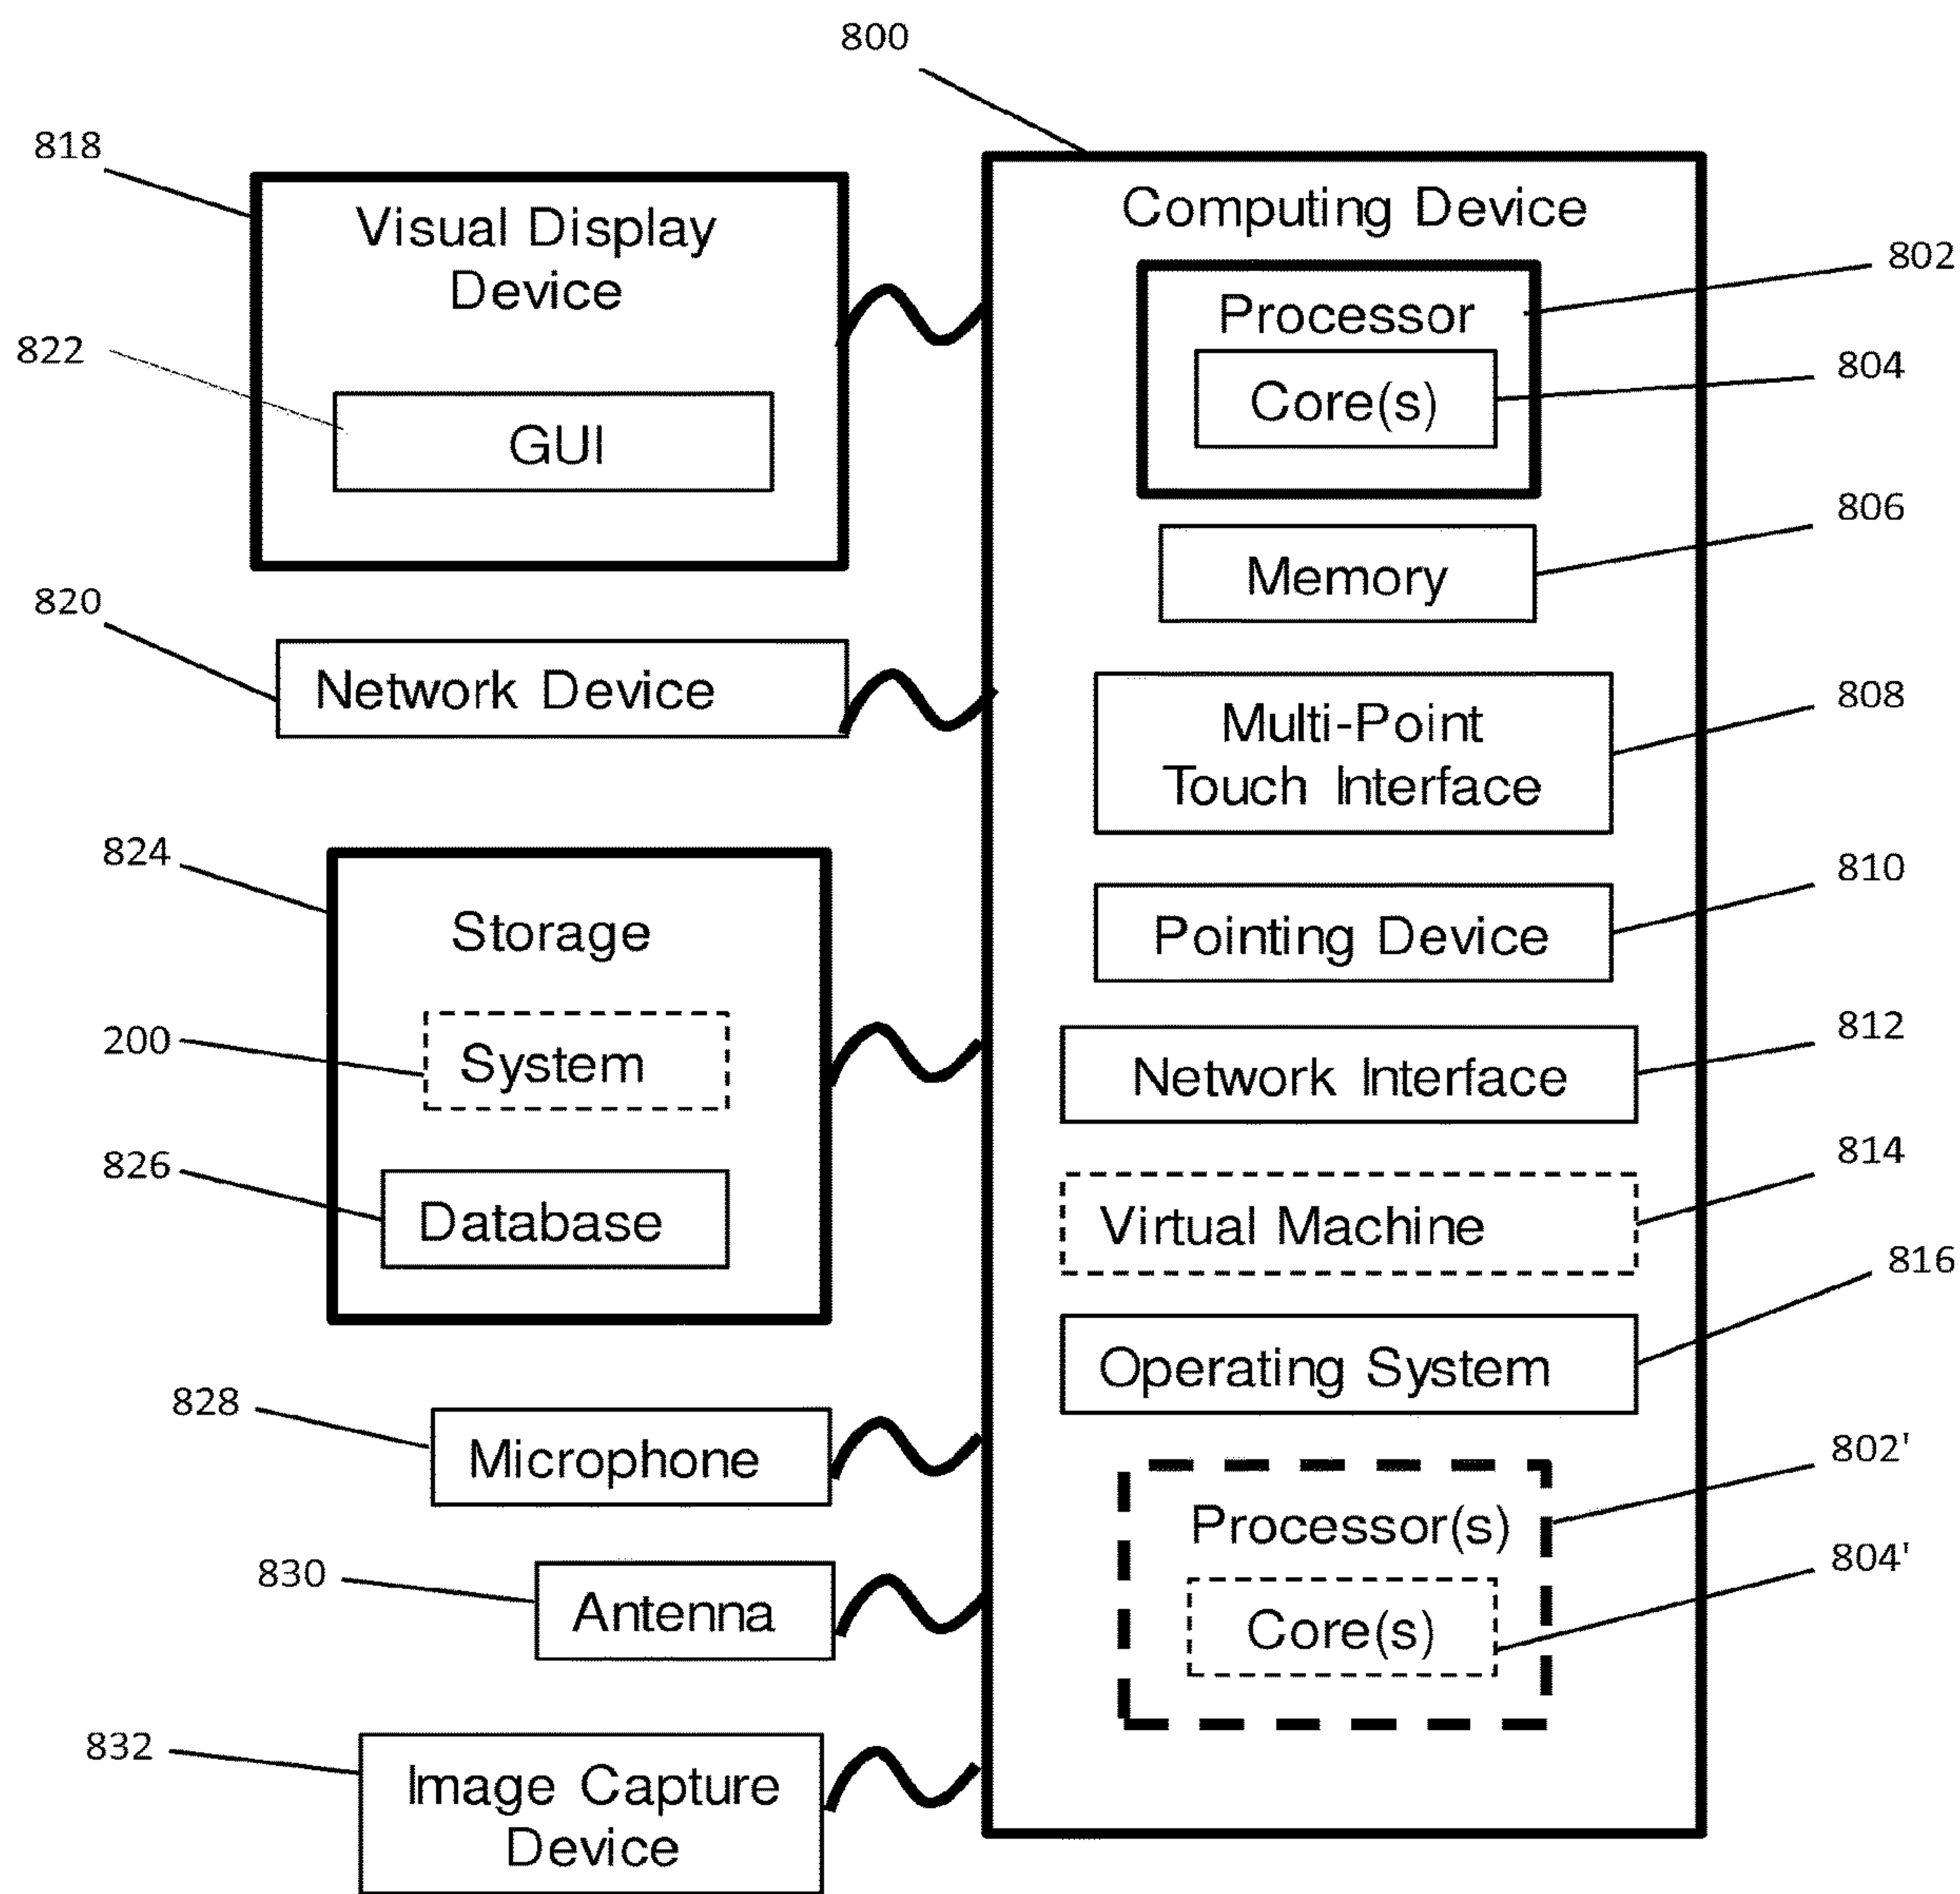 800
818
Visual Display
Device
822
GUI
820
Network Device
824
Storage
200
System
826
Database
828
Microphone
830
Antenna
832
Image Capture
Device
Computing Device
Processor
802
Core(s)
804
Memory
806
Multi-Point
Touch Interface
808
Pointing Device
810
Network Interface
812
Virtual Machine
814
Operating System
816
Processor(s)
802'
Core(s)
804'